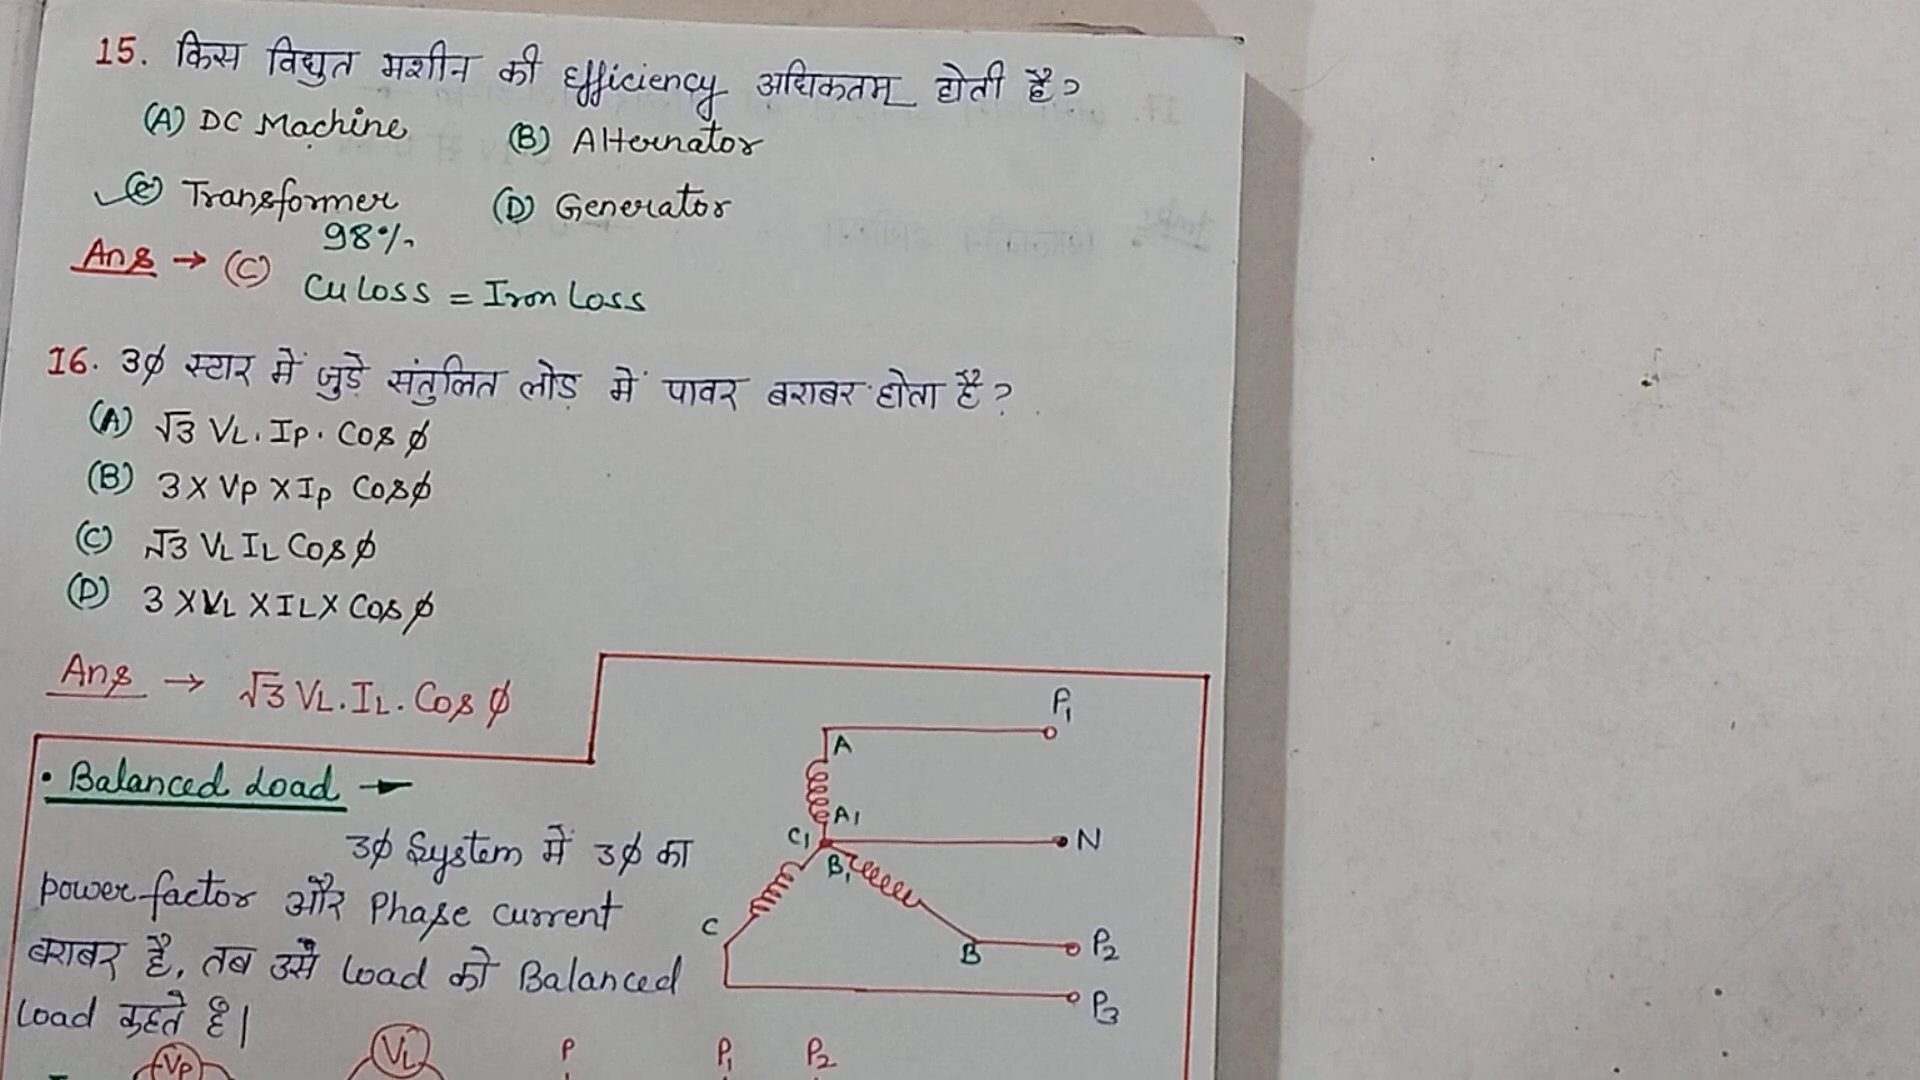 15. किस विद्युत मशीन की Efficiency अधिकतम् होती है?
(A) DC Machine (B) Alternator
(C) Transformer (D) Generator
98%
Ans → (C)
Cu Loss = Iron Loss
16. 3ϕ स्टार में जुड़े संतुलित लोड़ में पावर बराबर होता है?
(A) √3 VL. IP. Cos ϕ
(B) 3 X VP X IP Cosϕ
(C) √3 VL IL Cos ϕ
(D) 3 X VL X IL X Cos ϕ
Ans → √3 VL. IL. Cos ϕ
• Balanced Load →
3ϕ System में 3ϕ का
power factor और Phase current
बराबर है, तब उसे Load को Balanced
Load कहते है।
P1
A
A1
C1
N
B1
C
B
P2
P3
VP VL P P1 P2